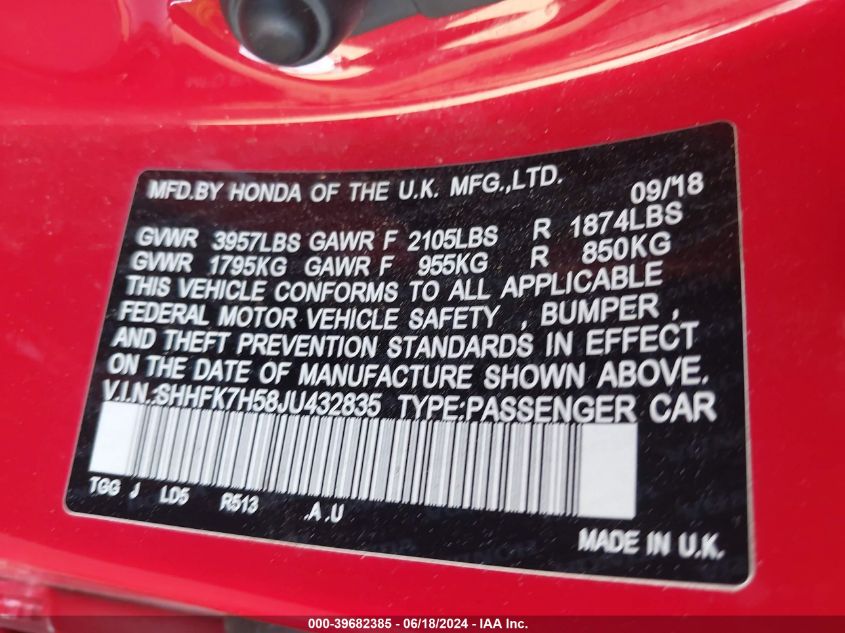 MFD.BY HONDA OF THE U.K. MFG.,LTD. 09/'18
GVWR 3957LBS GAWR F 2105LBS R 1874LBS
GVWR 1795KG GAWR F 955KG R 850KG
THIS VEHICLE CONFORMS TO ALL APPLICABLE
FEDERAL MOTOR VEHICLE SAFETY , BUMPER ,
AND THEFT PREVENTION STANDARDS IN EFFECT
ON THE DATE OF MANUFACTURE SHOWN ABOVE.
V.I.N.:SHHFK7H58JU432835 TYPE:PASSENGER CAR
TGG J LD5 R513 .A .U
MADE IN U.K.
000-39682385 - 06/18/2024 - IAA Inc.